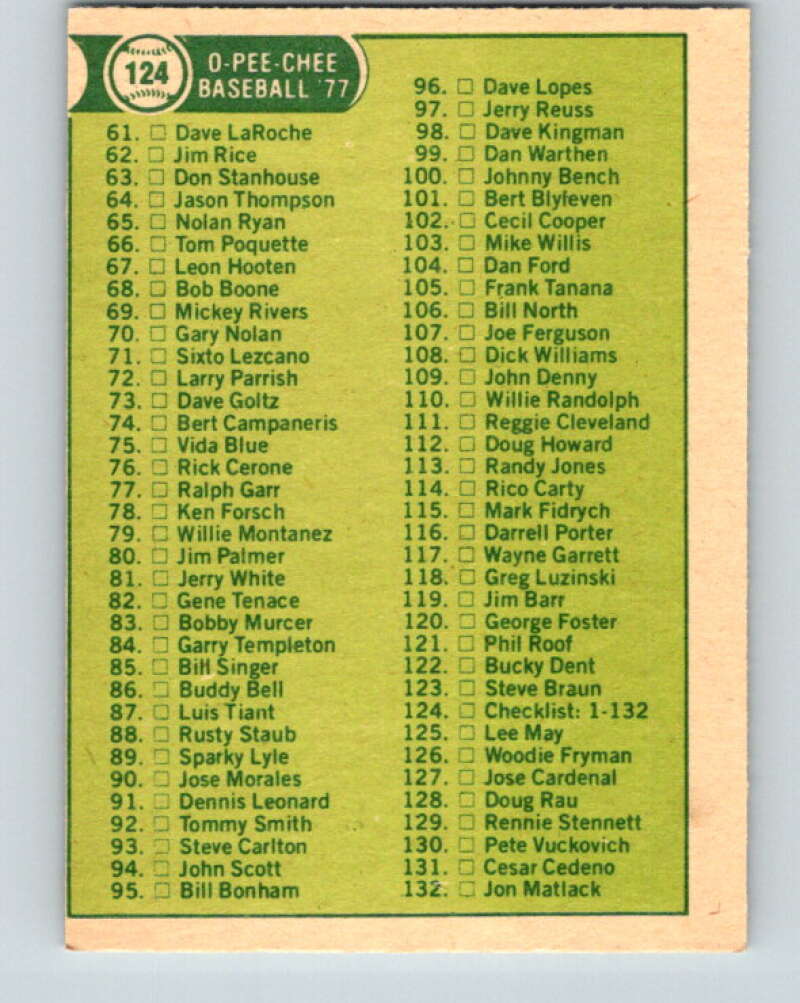 124
O-PEE-CHEE
BASEBALL '77
61. Dave LaRoche
62. Jim Rice
63. Don Stanhouse
64. Jason Thompson
65. Nolan Ryan
66. Tom Poquette
67. Leon Hooten
68. Bob Boone
69. Mickey Rivers
70. Gary Nolan
71. Sixto Lezcano
72. Larry Parrish
73. Dave Goltz
74. Bert Campaneris
75. Vida Blue
76. Rick Cerone
77. Ralph Garr
78. Ken Forsch
79. Willie Montanez
80. Jim Palmer
81. Jerry White
82. Gene Tenace
83. Bobby Murcer
84. Garry Templeton
85. Bill Singer
86. Buddy Bell
87. Luis Tiant
88. Rusty Staub
89. Sparky Lyle
90. Jose Morales
91. Dennis Leonard
92. Tommy Smith
93. Steve Carlton
94. John Scott
95. Bill Bonham
96. Dave Lopes
97. Jerry Reuss
98. Dave Kingman
99. Dan Warthen
100. Johnny Bench
101. Bert Blyleven
102. Cecil Cooper
103. Mike Willis
104. Dan Ford
105. Frank Tanana
106. Bill North
107. Joe Ferguson
108. Dick Williams
109. John Denny
110. Willie Randolph
111. Reggie Cleveland
112. Doug Howard
113. Randy Jones
114. Rico Carty
115. Mark Fidrych
116. Darrell Porter
117. Wayne Garrett
118. Greg Luzinski
119. Jim Barr
120. George Foster
121. Phil Roof
122. Bucky Dent
123. Steve Braun
124. Checklist: 1-132
125. Lee May
126. Woodie Fryman
127. Jose Cardenal
128. Doug Rau
129. Rennie Stennett
130. Pete Vuckovich
131. Cesar Cedeno
132. Jon Matlack